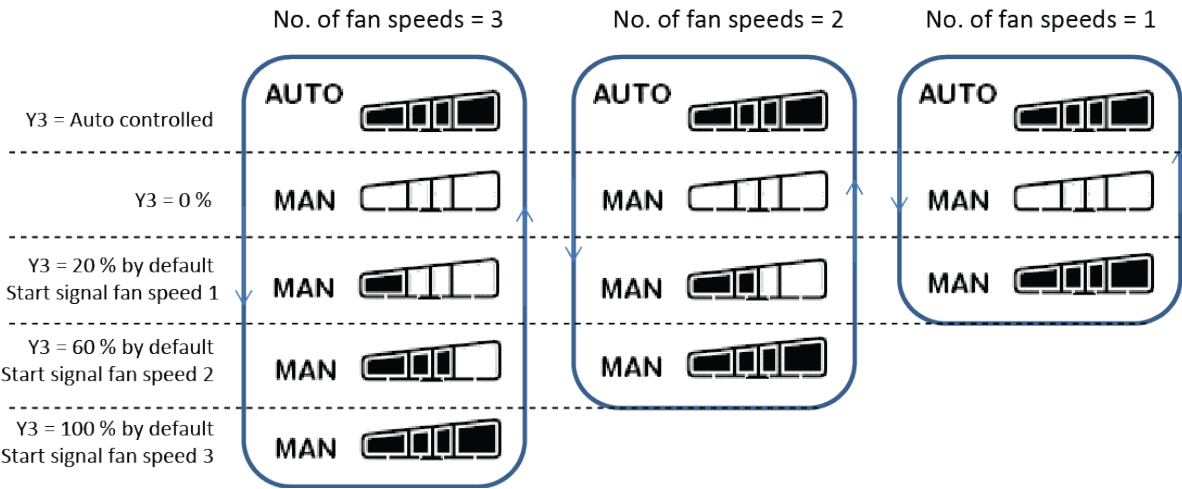 No. of fan speeds = 3
No. of fan speeds = 2
No. of fan speeds = 1
Y3 = Auto controlled
AUTO
AUTO
AUTO
Y3 = 0 %
MAN
MAN
MAN
Y3 = 20 % by default
Start signal fan speed 1
MAN
MAN
MAN
Y3 = 60 % by default
Start signal fan speed 2
MAN
MAN
Y3 = 100 % by default
Start signal fan speed 3
MAN